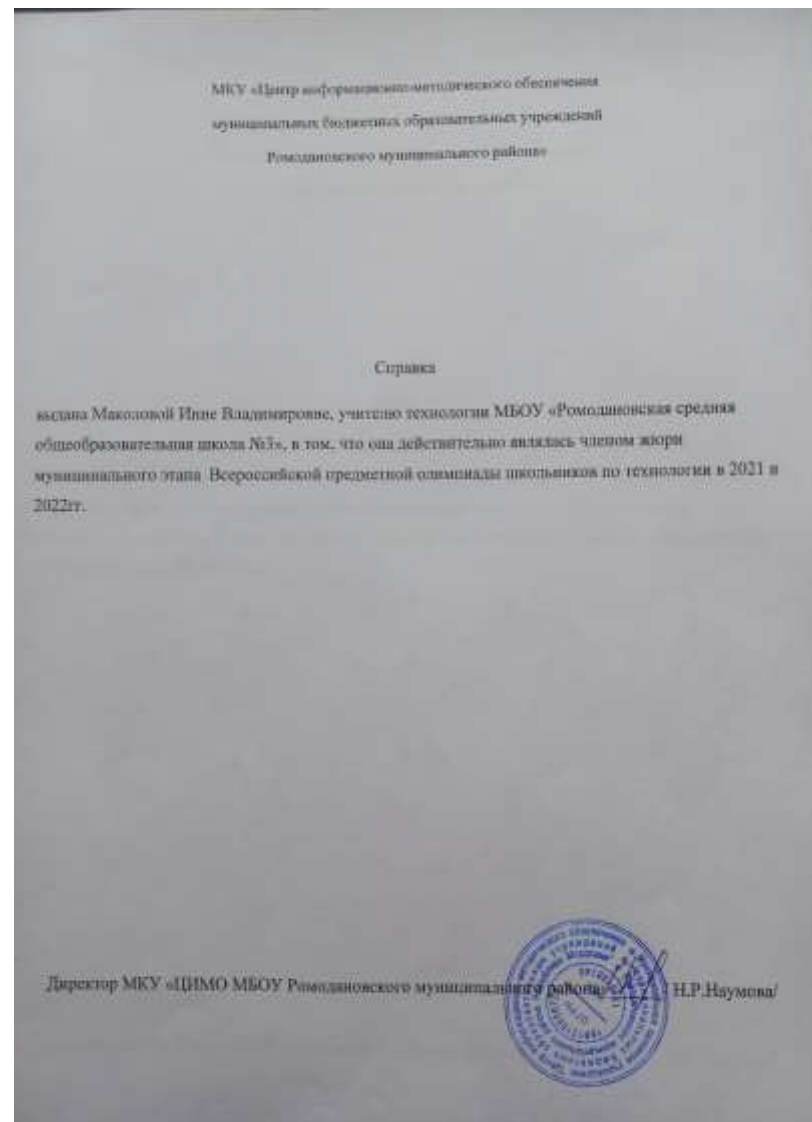 МКУ «Центр информационно-методического обеспечения
муниципальных бюджетных образовательных учреждений
Ромодановского муниципального района»
Справка
выдана Маколовой Инне Владимировне, учителю технологии МБОУ «Ромодановская средняя
общеобразовательная школа №3», в том, что она действительно являлась членом жюри
муниципального этапа Всероссийской предметной олимпиады школьников по технологии в 2021 и
2022гг.
Директор МКУ «ЦИМО МБОУ Ромодановского муниципального района» Н.Р.Наумова/